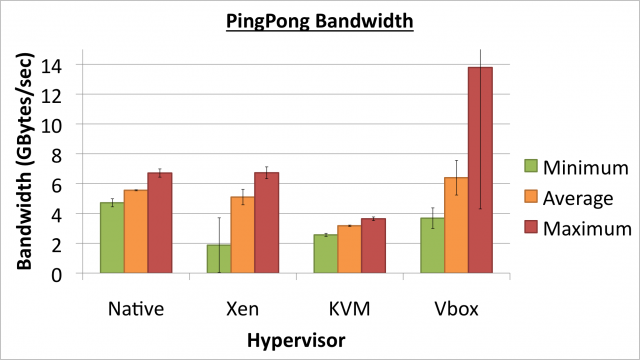 PingPong Bandwidth
Bandwidth (GBytes/sec)
14
12
10
8
6
4
2
0
Native Xen KVM Vbox
Hypervisor
Minimum
Average
Maximum